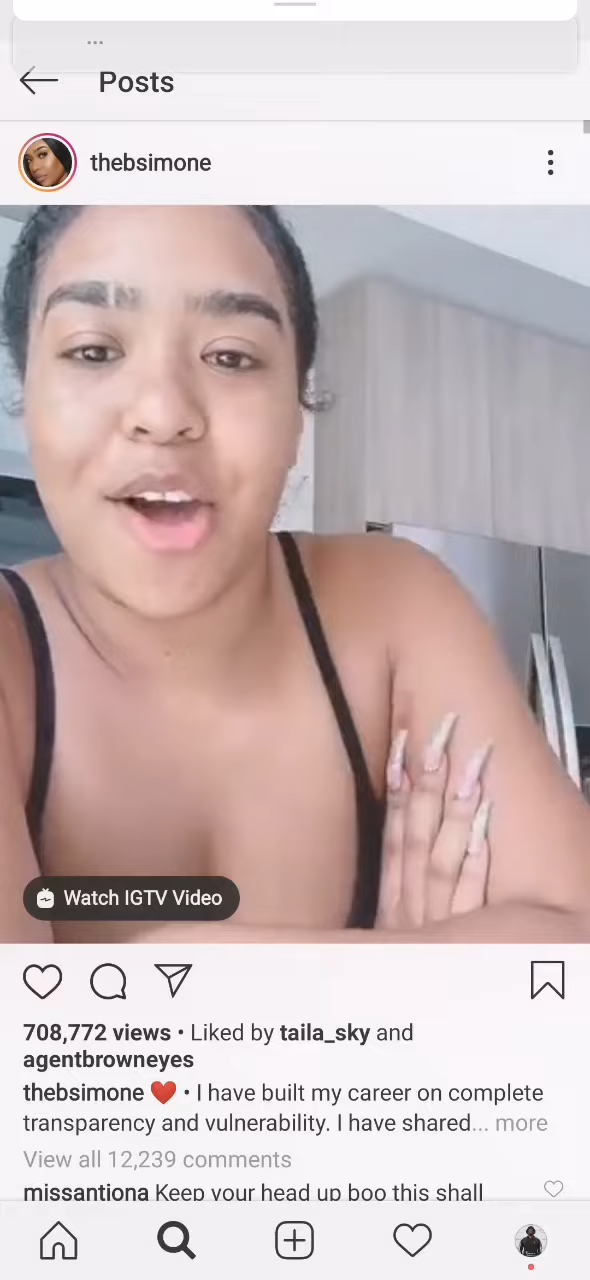 ...
Posts
thebsimone
Watch IGTV Video
708,772 views • Liked by taila_sky and
agentbrowneyes
thebsimone ❤️ • I have built my career on complete
transparency and vulnerability. I have shared... more
View all 12,239 comments
missantiona Keep your head up boo this shall